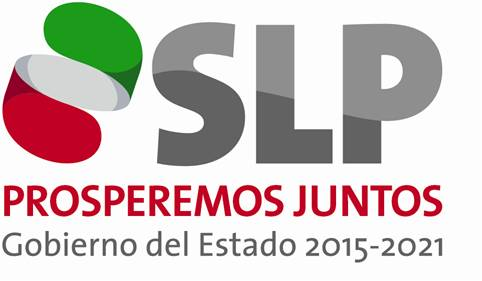 SLP
PROSPEREMOS JUNTOS
Gobierno del Estado 2015-2021